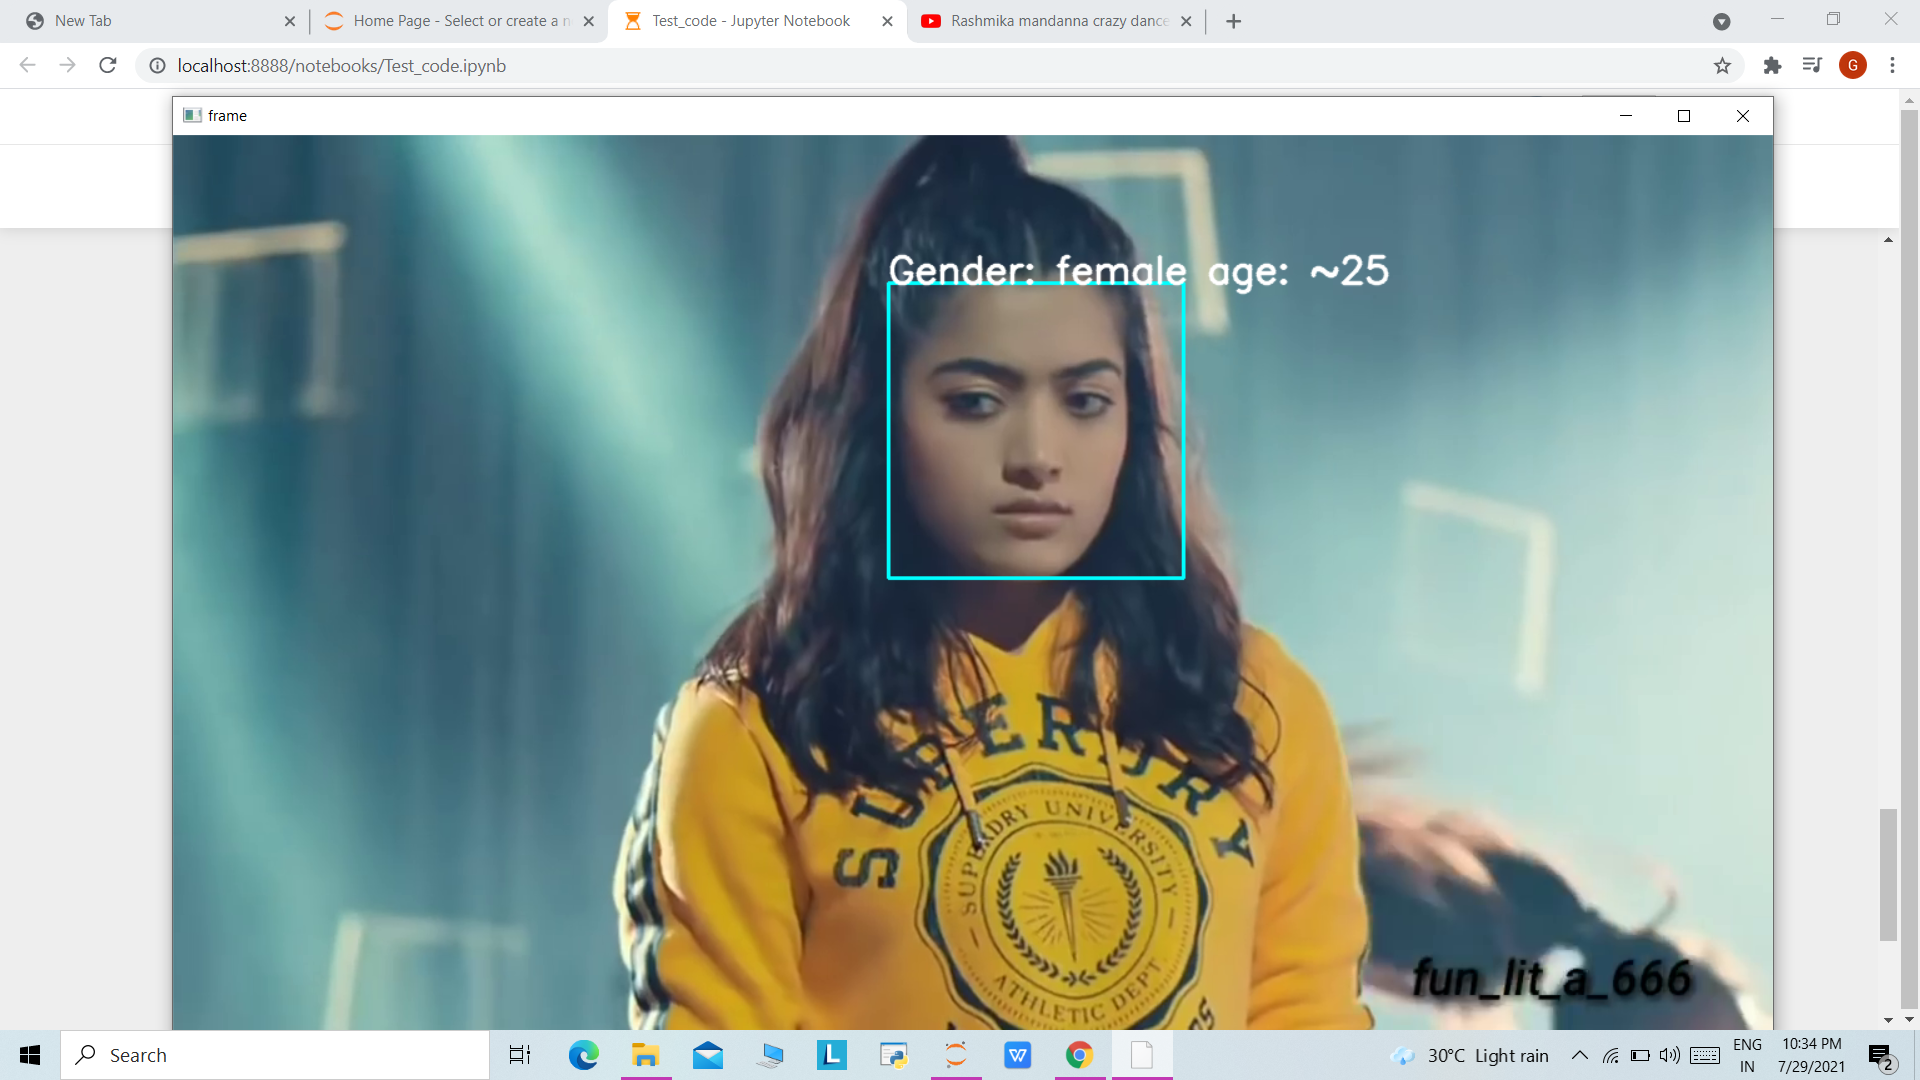 New Tab
Home Page - Select or create a n
Test_code - Jupyter Notebook
Rashmika mandanna crazy dance
localhost:8888/notebooks/Test_code.ipynb
G
frame
Gender: female age: ~25
SUPERDRY
SUPERDRY UNIVERSITY
ATHLETIC DEPT.
fun_lit_a_666
Search
L
W
30°C Light rain
ENG
IN
10:34 PM
7/29/2021
2